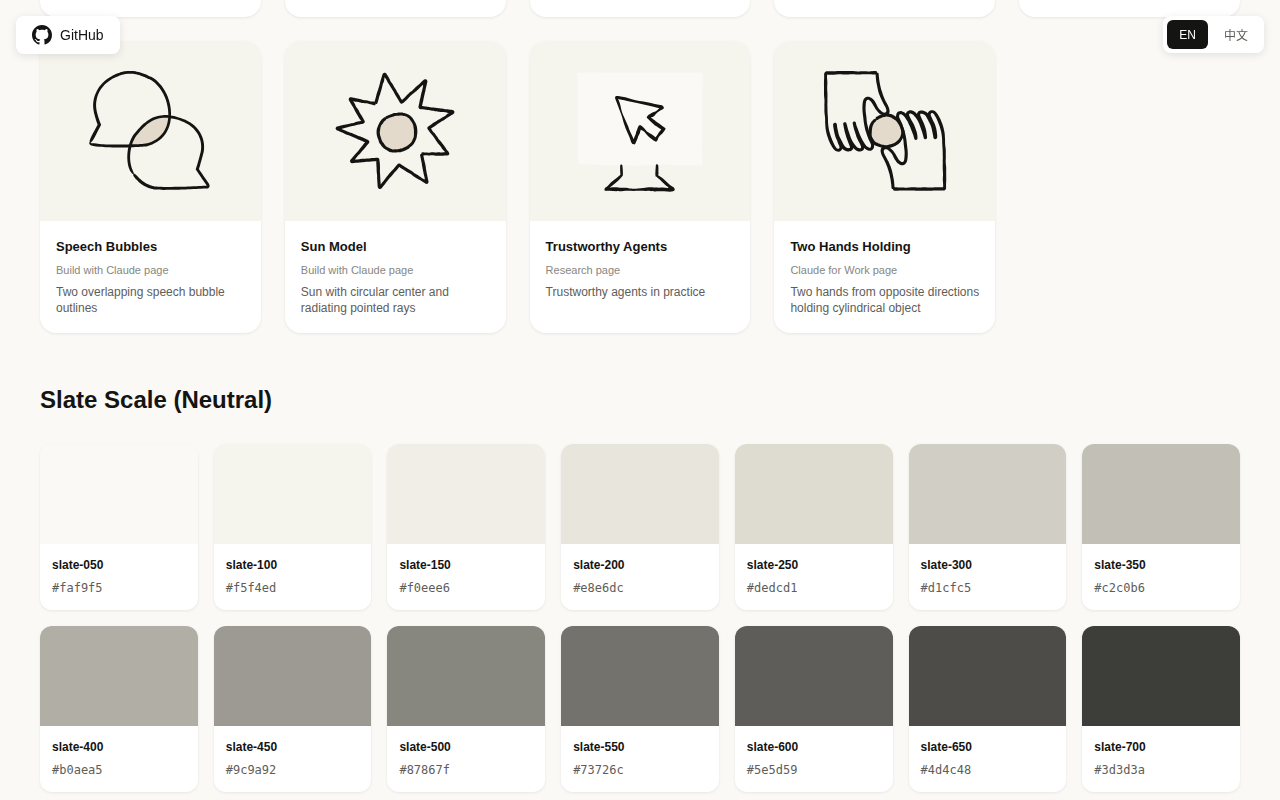 GitHub
EN
中文
Speech Bubbles
Build with Claude page
Two overlapping speech bubble
outlines
Sun Model
Build with Claude page
Sun with circular center and
radiating pointed rays
Trustworthy Agents
Research page
Trustworthy agents in practice
Two Hands Holding
Claude for Work page
Two hands from opposite directions
holding cylindrical object
Slate Scale (Neutral)
slate-050
#faf9f5
slate-100
#f5f4ed
slate-150
#f0eee6
slate-200
#e8e6dc
slate-250
#dedcd1
slate-300
#d1cfc5
slate-350
#c2c0b6
slate-400
#b0aea5
slate-450
#9c9a92
slate-500
#87867f
slate-550
#73726c
slate-600
#5e5d59
slate-650
#4d4c48
slate-700
#3d3d3a